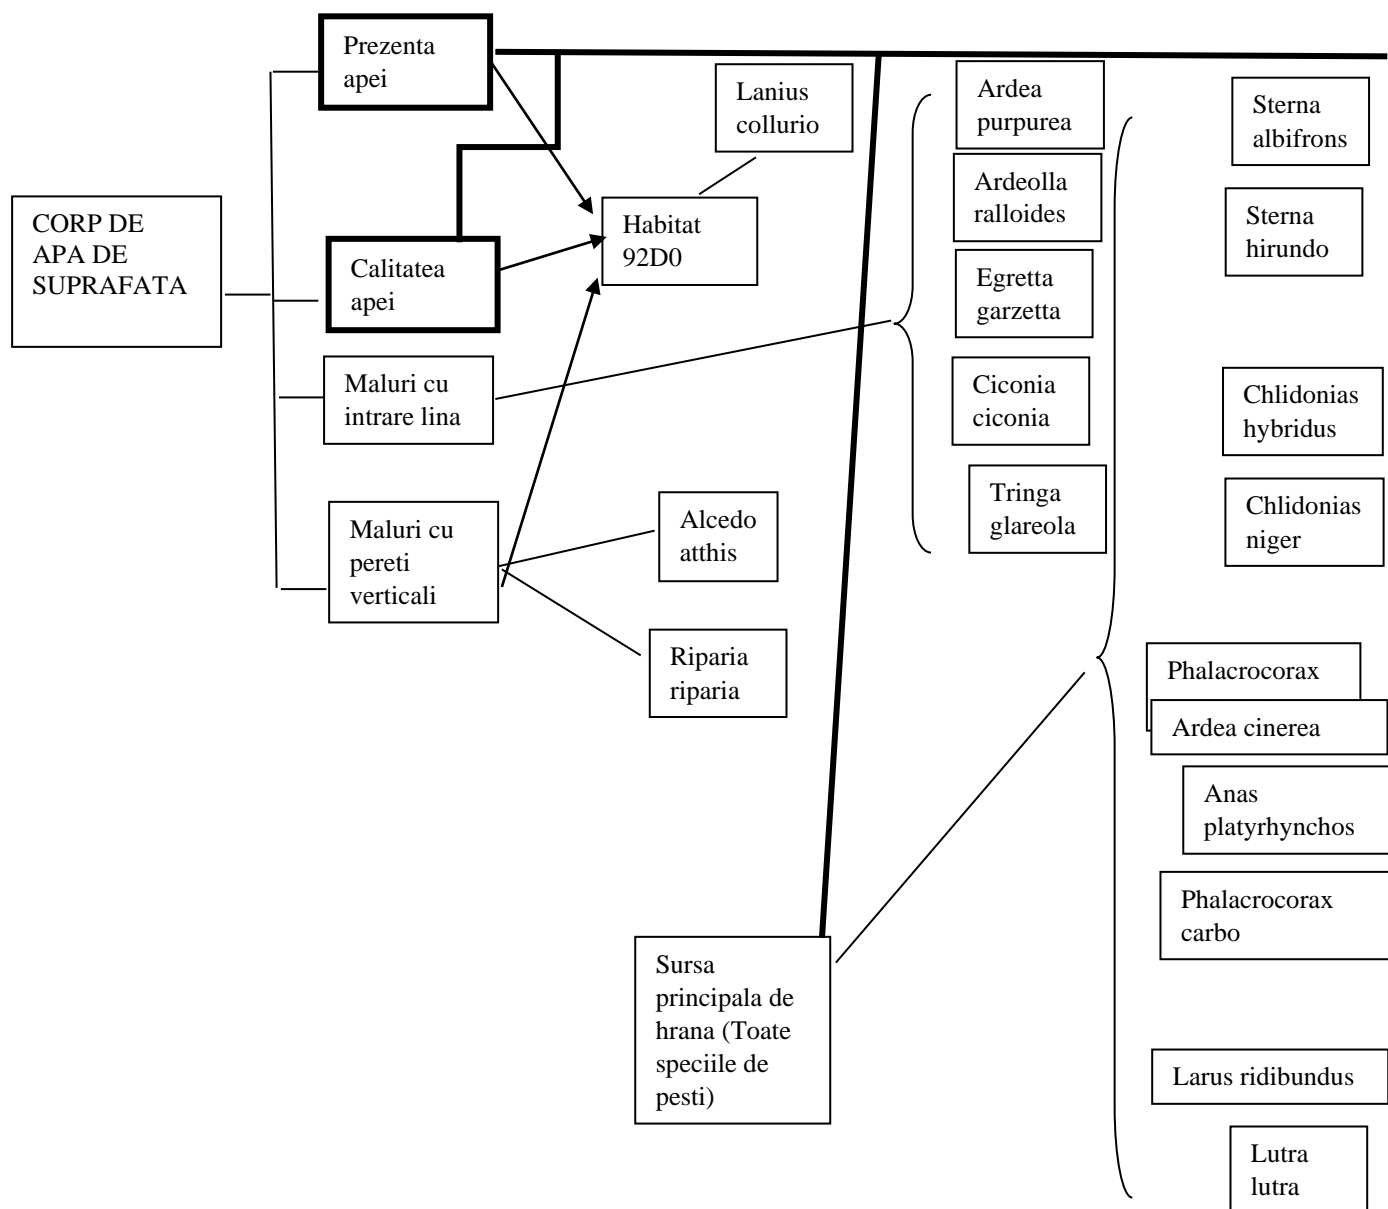 Prezenta
apei
CORP DE
APA DE
SUPRAFATA
Calitatea
apei
Maluri cu
intrare lina
Maluri cu
pereti
verticali
Lanius
collurio
Habitat
92D0
Alcedo
atthis
Riparia
riparia
Sursa
principala de
hrana (Toate
speciile de
pesti)
Ardea
purpurea
Ardeolla
ralloides
Egretta
garzetta
Ciconia
ciconia
Tringa
glareola
Sterna
albifrons
Sterna
hirundo
Chlidonias
hybridus
Chlidonias
niger
Phalacrocorax
Ardea cinerea
Anas
platyrhynchos
Phalacrocorax
carbo
Larus ridibundus
Lutra
lutra